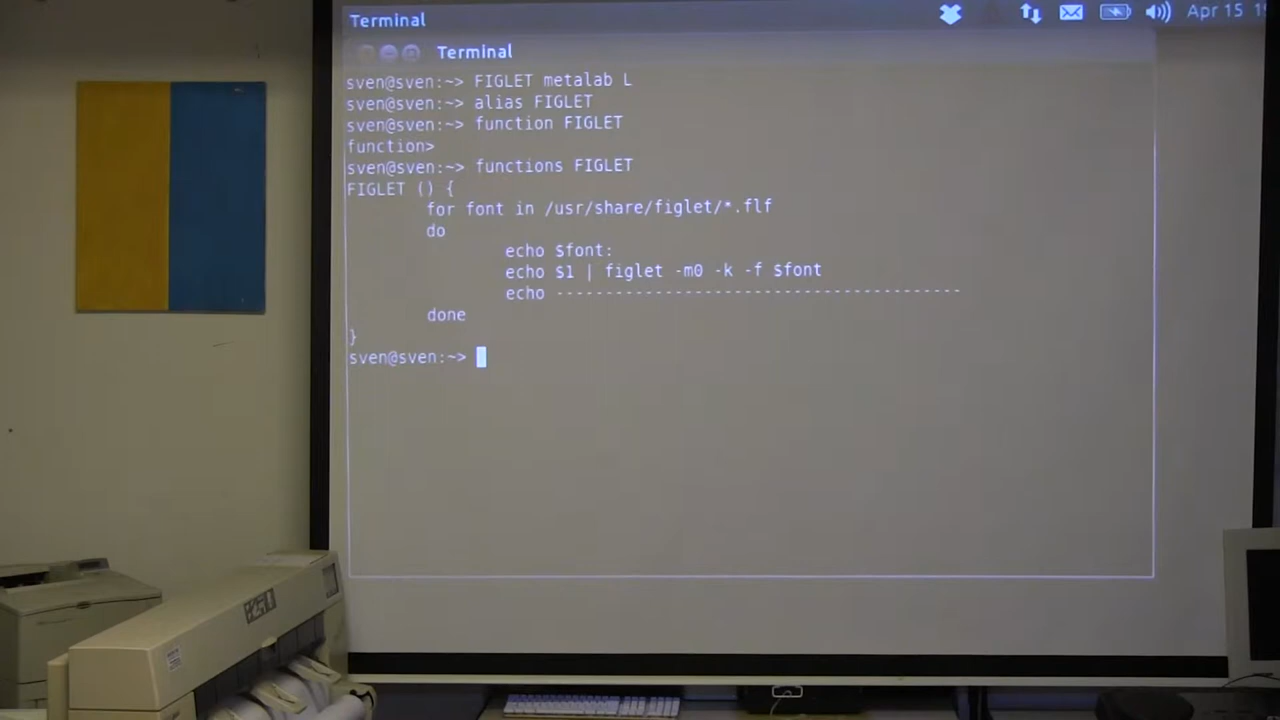 Terminal
Apr 15
Terminal
sven@sven:~> FIGLET metalab L
sven@sven:~> alias FIGLET
sven@sven:~> function FIGLET
function>
sven@sven:~> functions FIGLET
FIGLET () {
        for font in /usr/share/figlet/*.flf
        do
                echo $font:
                echo $1 | figlet -m0 -k -f $font
                echo -----------------------------------------
        done
}
sven@sven:~>